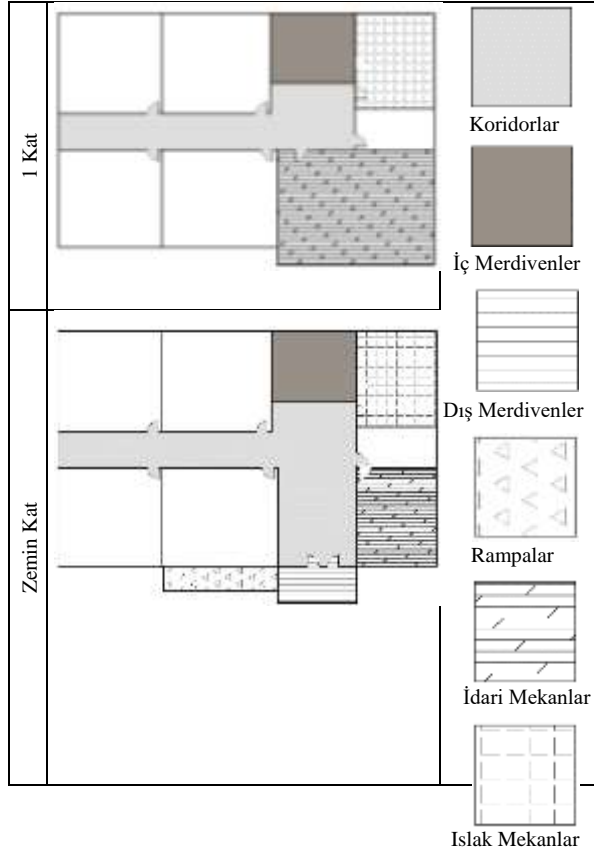 1 Kat
Zemin Kat
Koridorlar
İç Merdivenler
Dış Merdivenler
Rampalar
İdari Mekanlar
Islak Mekanlar